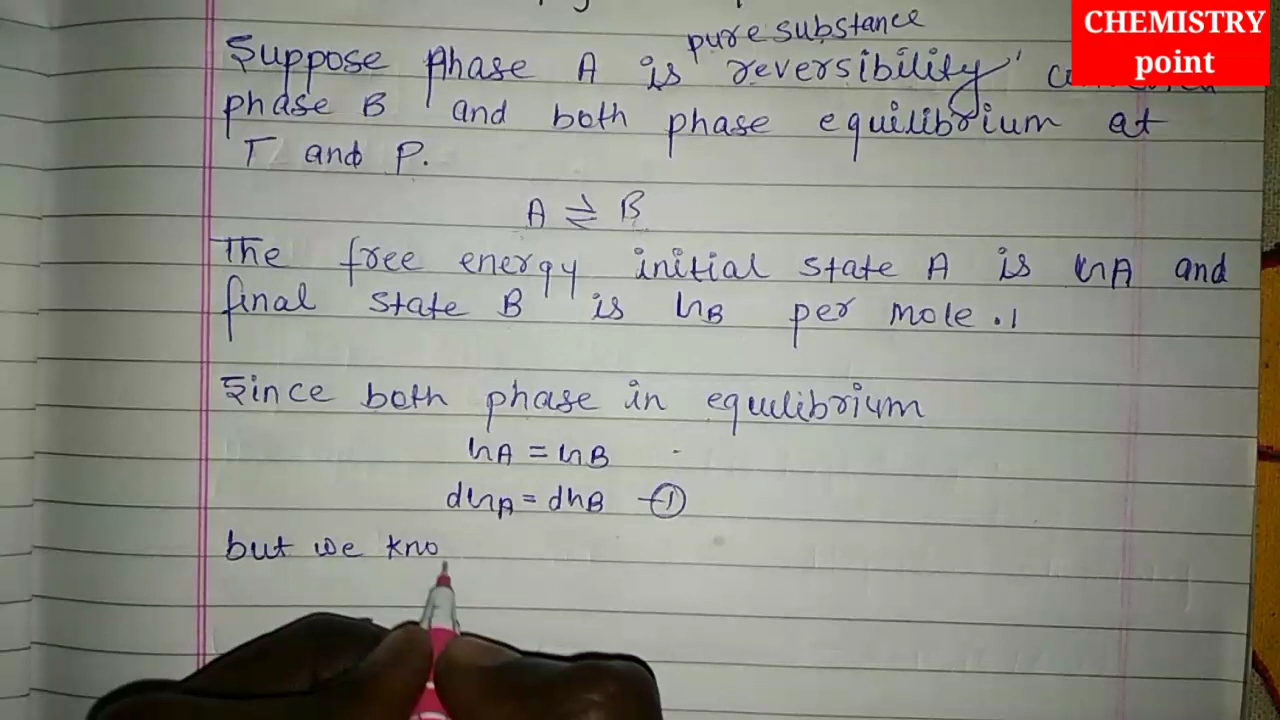 CHEMISTRY
point
pure substance
Suppose Phase A is reversibility
phase B and both phase equilibrium at
T and P.
A ⇌ B
The free energy initial state A is GA and
final state B is GB per mole.
Since both phase in equilibrium
GA = GB
dGA = dGB —①
but we kno